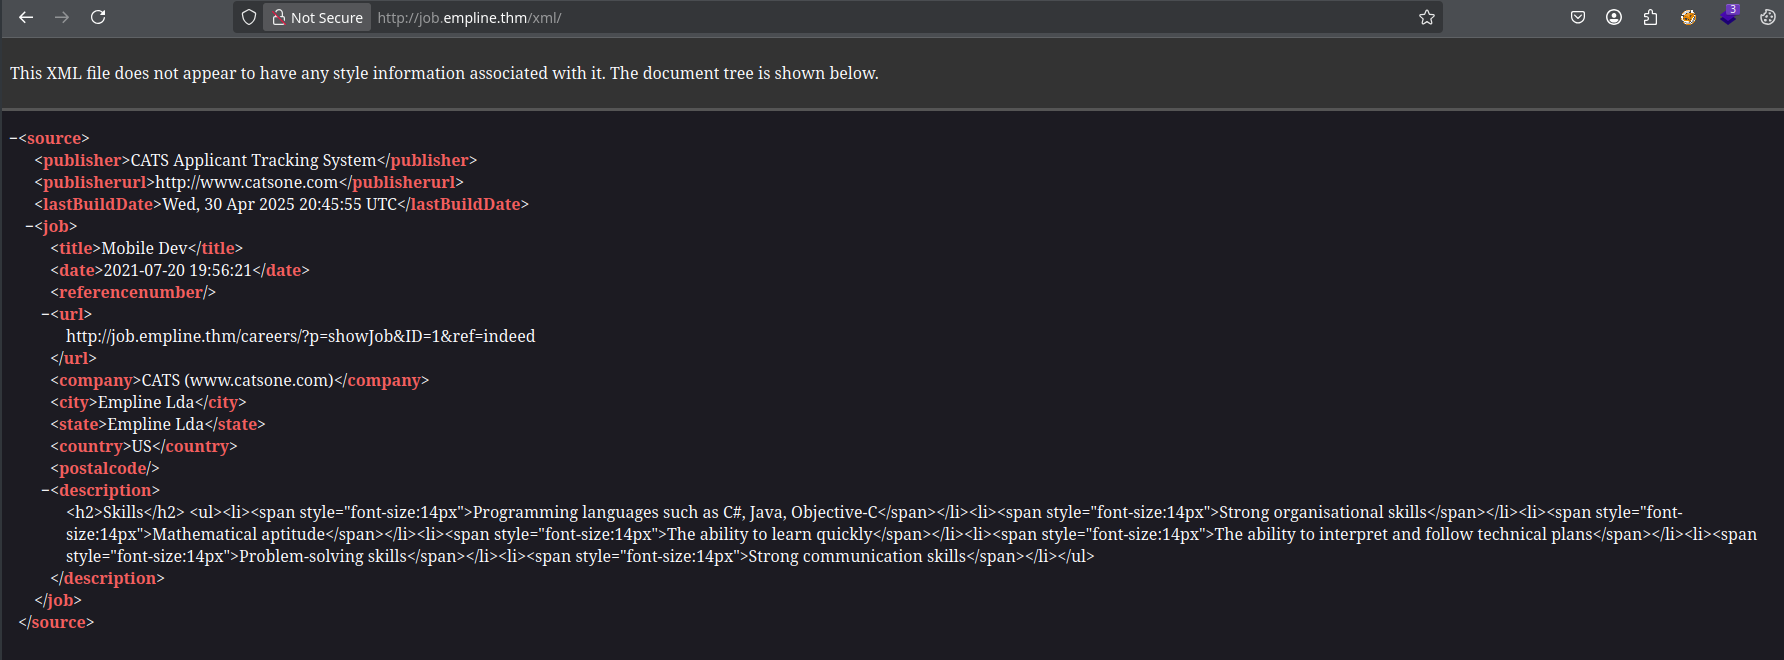 Not Secure http://job.empline.thm/xml/
3
This XML file does not appear to have any style information associated with it. The document tree is shown below.
−<source>
<publisher>CATS Applicant Tracking System</publisher>
<publisherurl>http://www.catsone.com</publisherurl>
<lastBuildDate>Wed, 30 Apr 2025 20:45:55 UTC</lastBuildDate>
−<job>
<title>Mobile Dev</title>
<date>2021-07-20 19:56:21</date>
<referencenumber/>
−<url>
http://job.empline.thm/careers/?p=showJob&ID=1&ref=indeed
</url>
<company>CATS (www.catsone.com)</company>
<city>Empline Lda</city>
<state>Empline Lda</state>
<country>US</country>
<postalcode/>
−<description>
<h2>Skills</h2> <ul><li><span style="font-size:14px">Programming languages such as C#, Java, Objective-C</span></li><li><span style="font-size:14px">Strong organisational skills</span></li><li><span style="font-
size:14px">Mathematical aptitude</span></li><li><span style="font-size:14px">The ability to learn quickly</span></li><li><span style="font-size:14px">The ability to interpret and follow technical plans</span></li><li><span
style="font-size:14px">Problem-solving skills</span></li><li><span style="font-size:14px">Strong communication skills</span></li></ul>
</description>
</job>
</source>